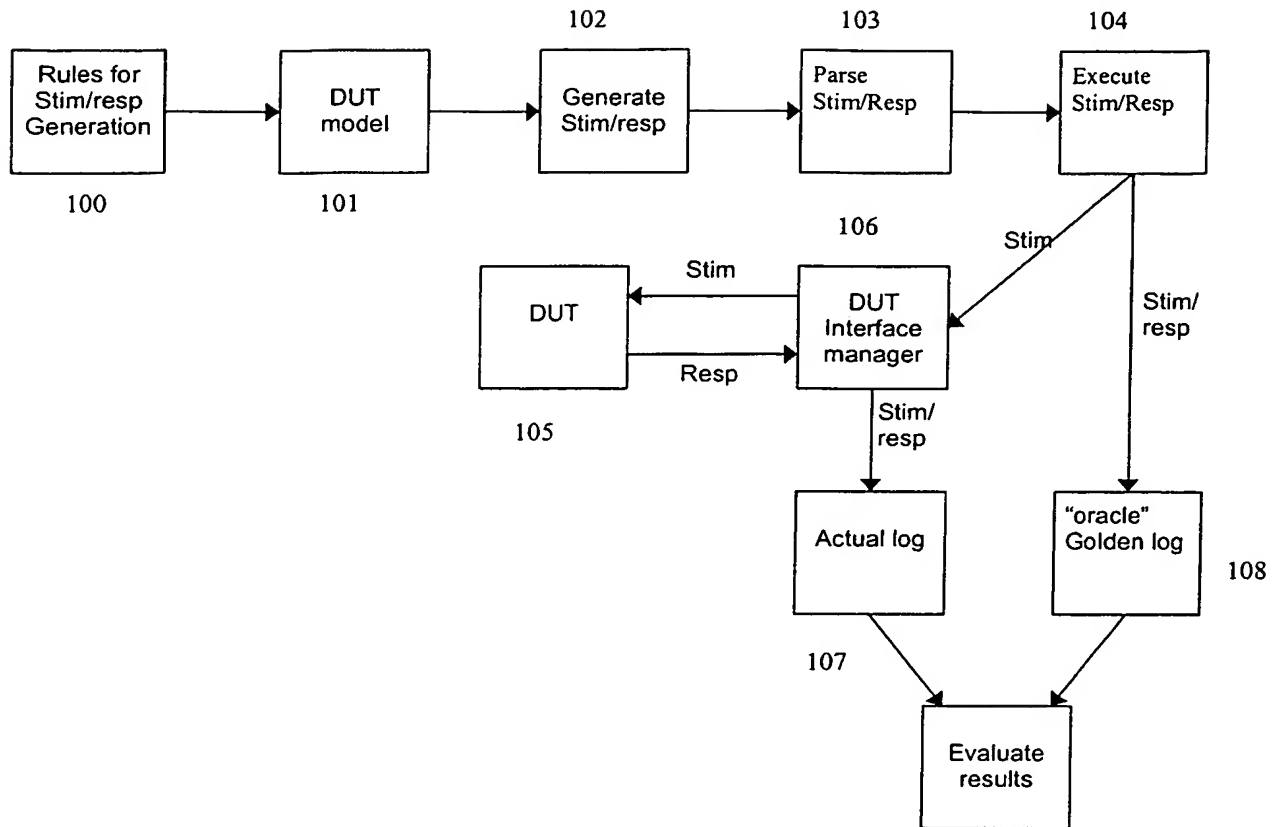 102
103
104
Rules for
Stim/resp
Generation
DUT
model
Generate
Stim/resp
Parse
Stim/Resp
Execute
Stim/Resp
100
101
106
Stim
Stim
DUT
DUT
Interface
manager
Stim/
resp
Resp
105
Stim/
resp
Actual log
"oracle"
Golden log
108
107
Evaluate
results